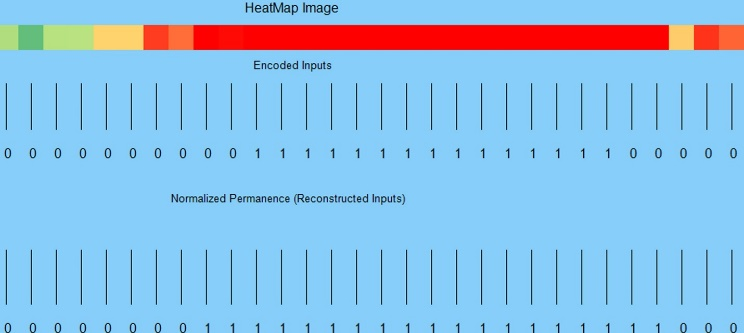 HeatMap Image
Encoded Inputs
0 0 0 0 0 0 0 0 0 0 1 1 1 1 1 1 1 1 1 1 1 1 1 1 1 0 0 0 0 0
Normalized Permanence (Reconstructed Inputs)
0 0 0 0 0 0 0 0 1 1 1 1 1 1 1 1 1 1 1 1 1 1 1 1 1 1 1 0 0 0